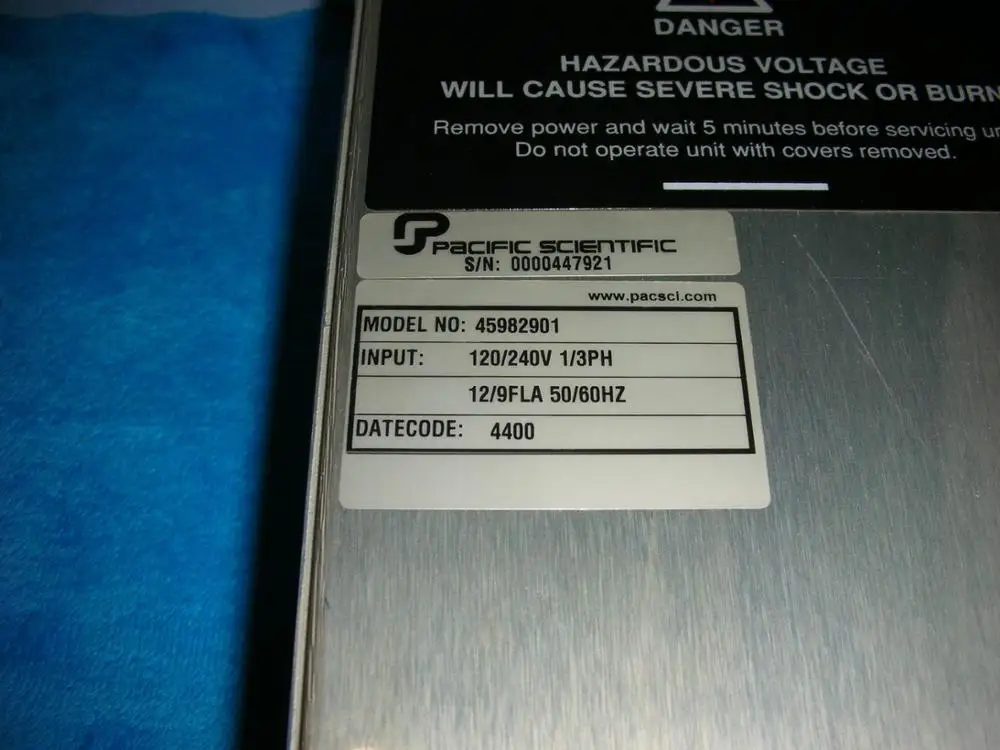 DANGER
HAZARDOUS VOLTAGE
WILL CAUSE SEVERE SHOCK OR BURN
Remove power and wait 5 minutes before servicing
Do not operate unit with covers removed.
PACIFIC SCIENTIFIC
S/N: 0000447921
www.pacsci.com
MODEL NO: 45982901
INPUT: 120/240V 1/3PH
12/9FLA 50/60HZ
DATECODE: 4400